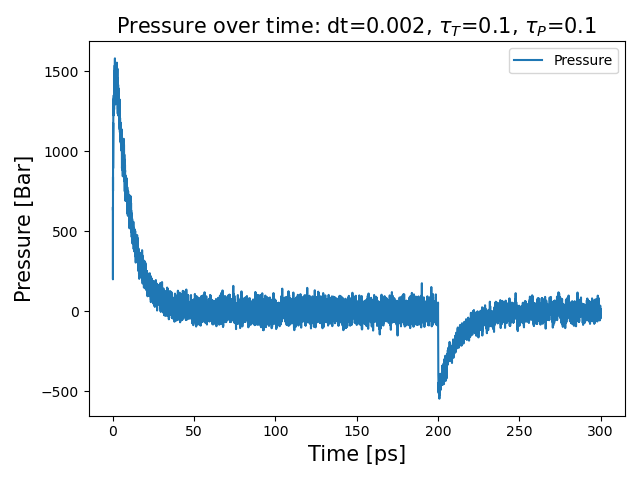 Pressure over time: dt=0.002, τ_T=0.1, τ_P=0.1
Pressure
Pressure [Bar]
1500
1000
500
0
−500
0 50 100 150 200 250 300
Time [ps]